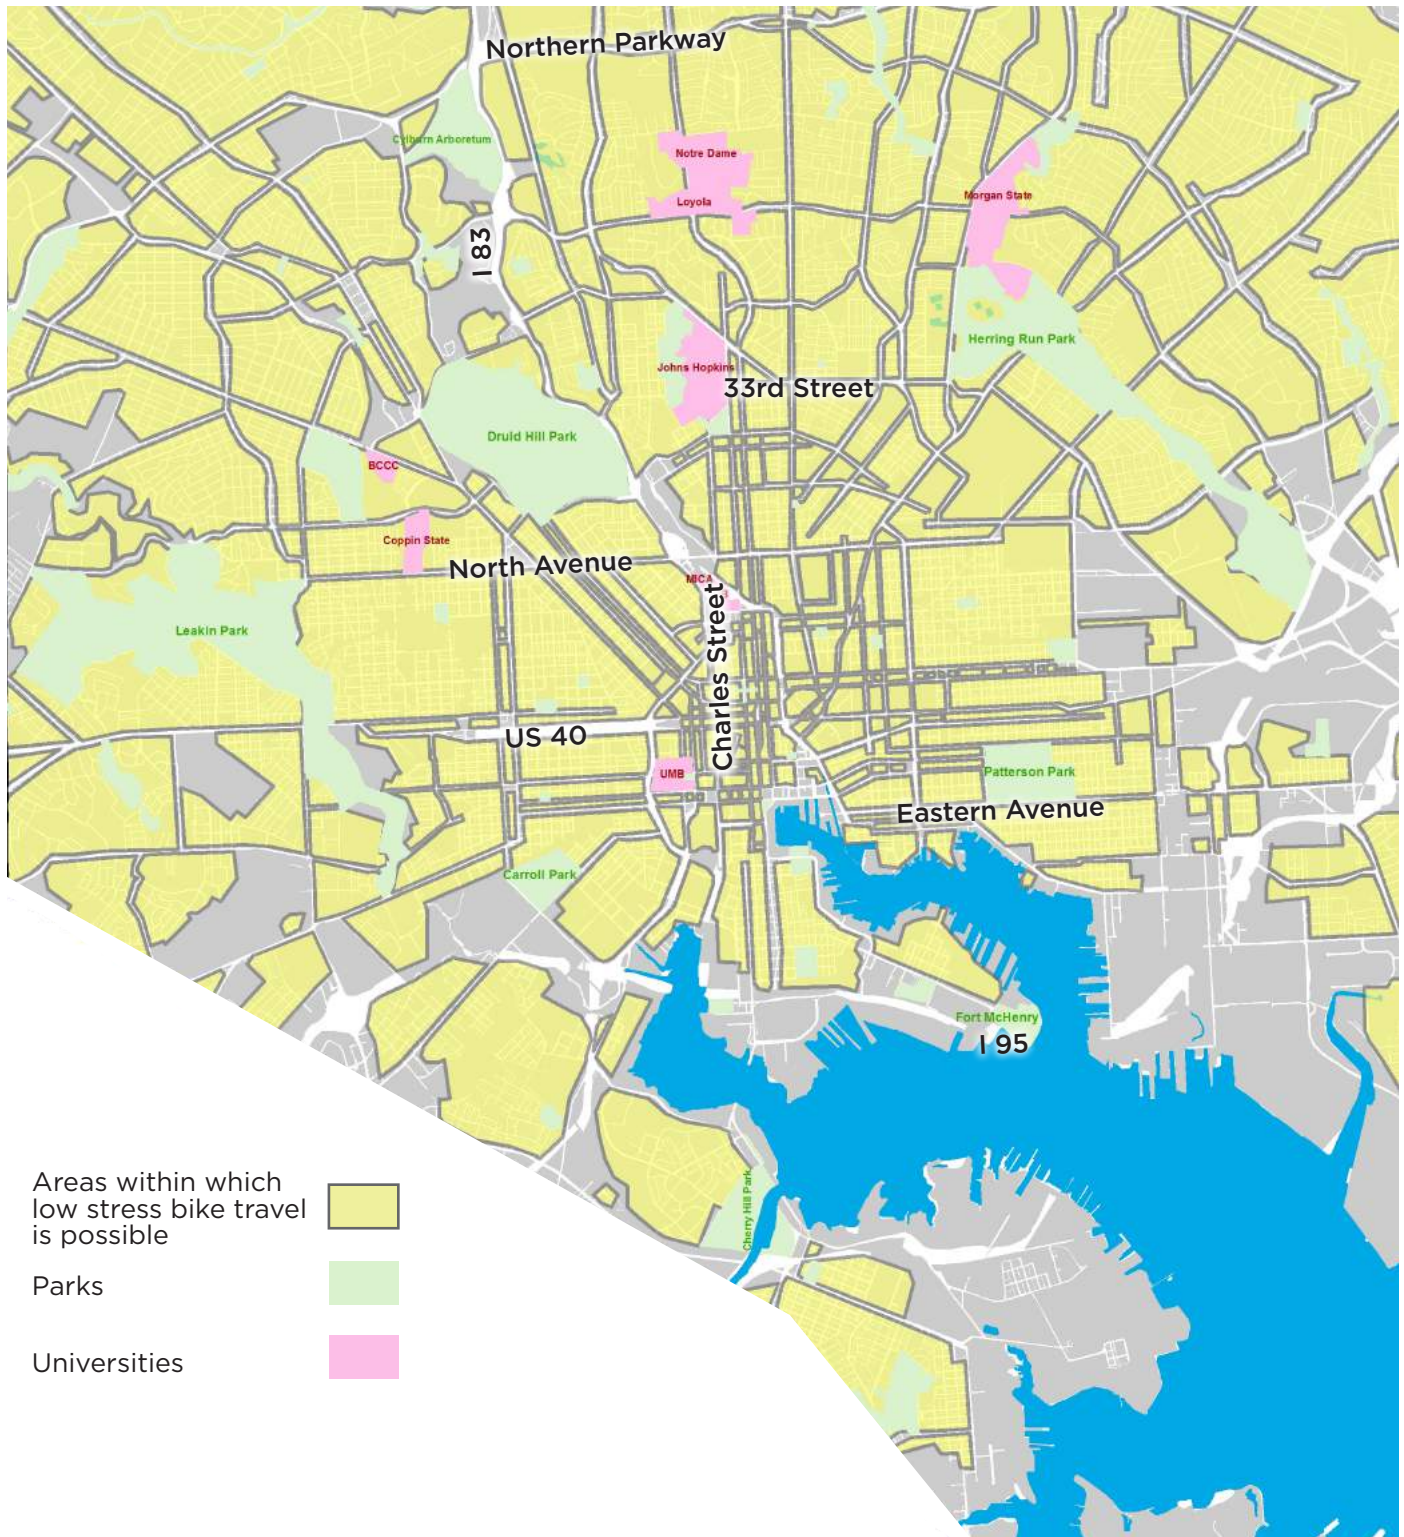 Northern Parkway
Cylburn Arboretum
Notre Dame
Loyola
Morgan State
I 83
Herring Run Park
Johns Hopkins
33rd Street
Druid Hill Park
BCCC
Coppin State
North Avenue
MICA
Leakin Park
Charles Street
US 40
UMB
Patterson Park
Eastern Avenue
Carroll Park
Fort McHenry
I 95
Cherry Hill Park
Areas within which
low stress bike travel
is possible
Parks
Universities